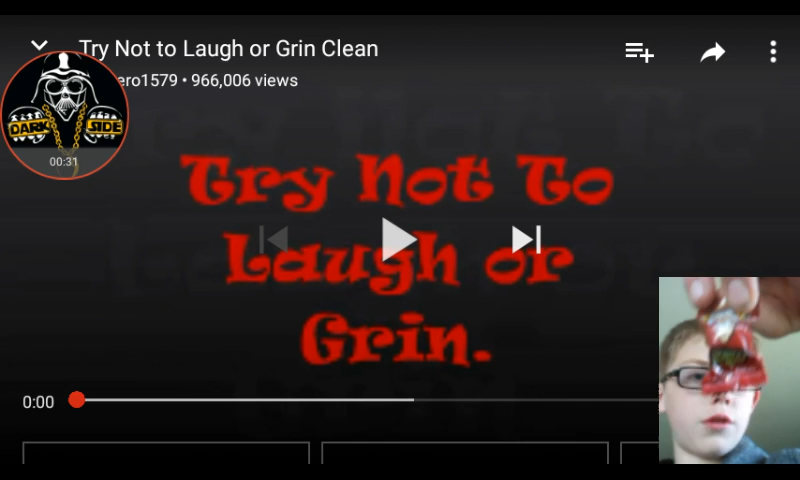 Try Not to Laugh or Grin Clean
ero1579 • 966,006 views
DARK SIDE
00:31
Try Not To
Laugh or
Grin.
0:00